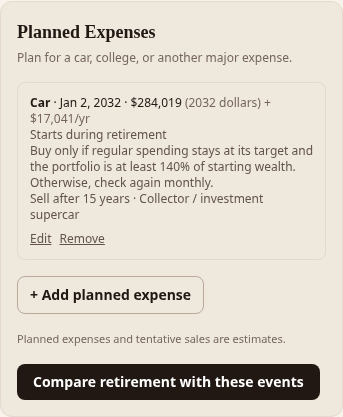 Planned Expenses
Plan for a car, college, or another major expense.
Car · Jan 2, 2032 · $284,019 (2032 dollars) +
$17,041/yr
Starts during retirement
Buy only if regular spending stays at its target and
the portfolio is at least 140% of starting wealth.
Otherwise, check again monthly.
Sell after 15 years · Collector / investment
supercar
Edit Remove
+ Add planned expense
Planned expenses and tentative sales are estimates.
Compare retirement with these events